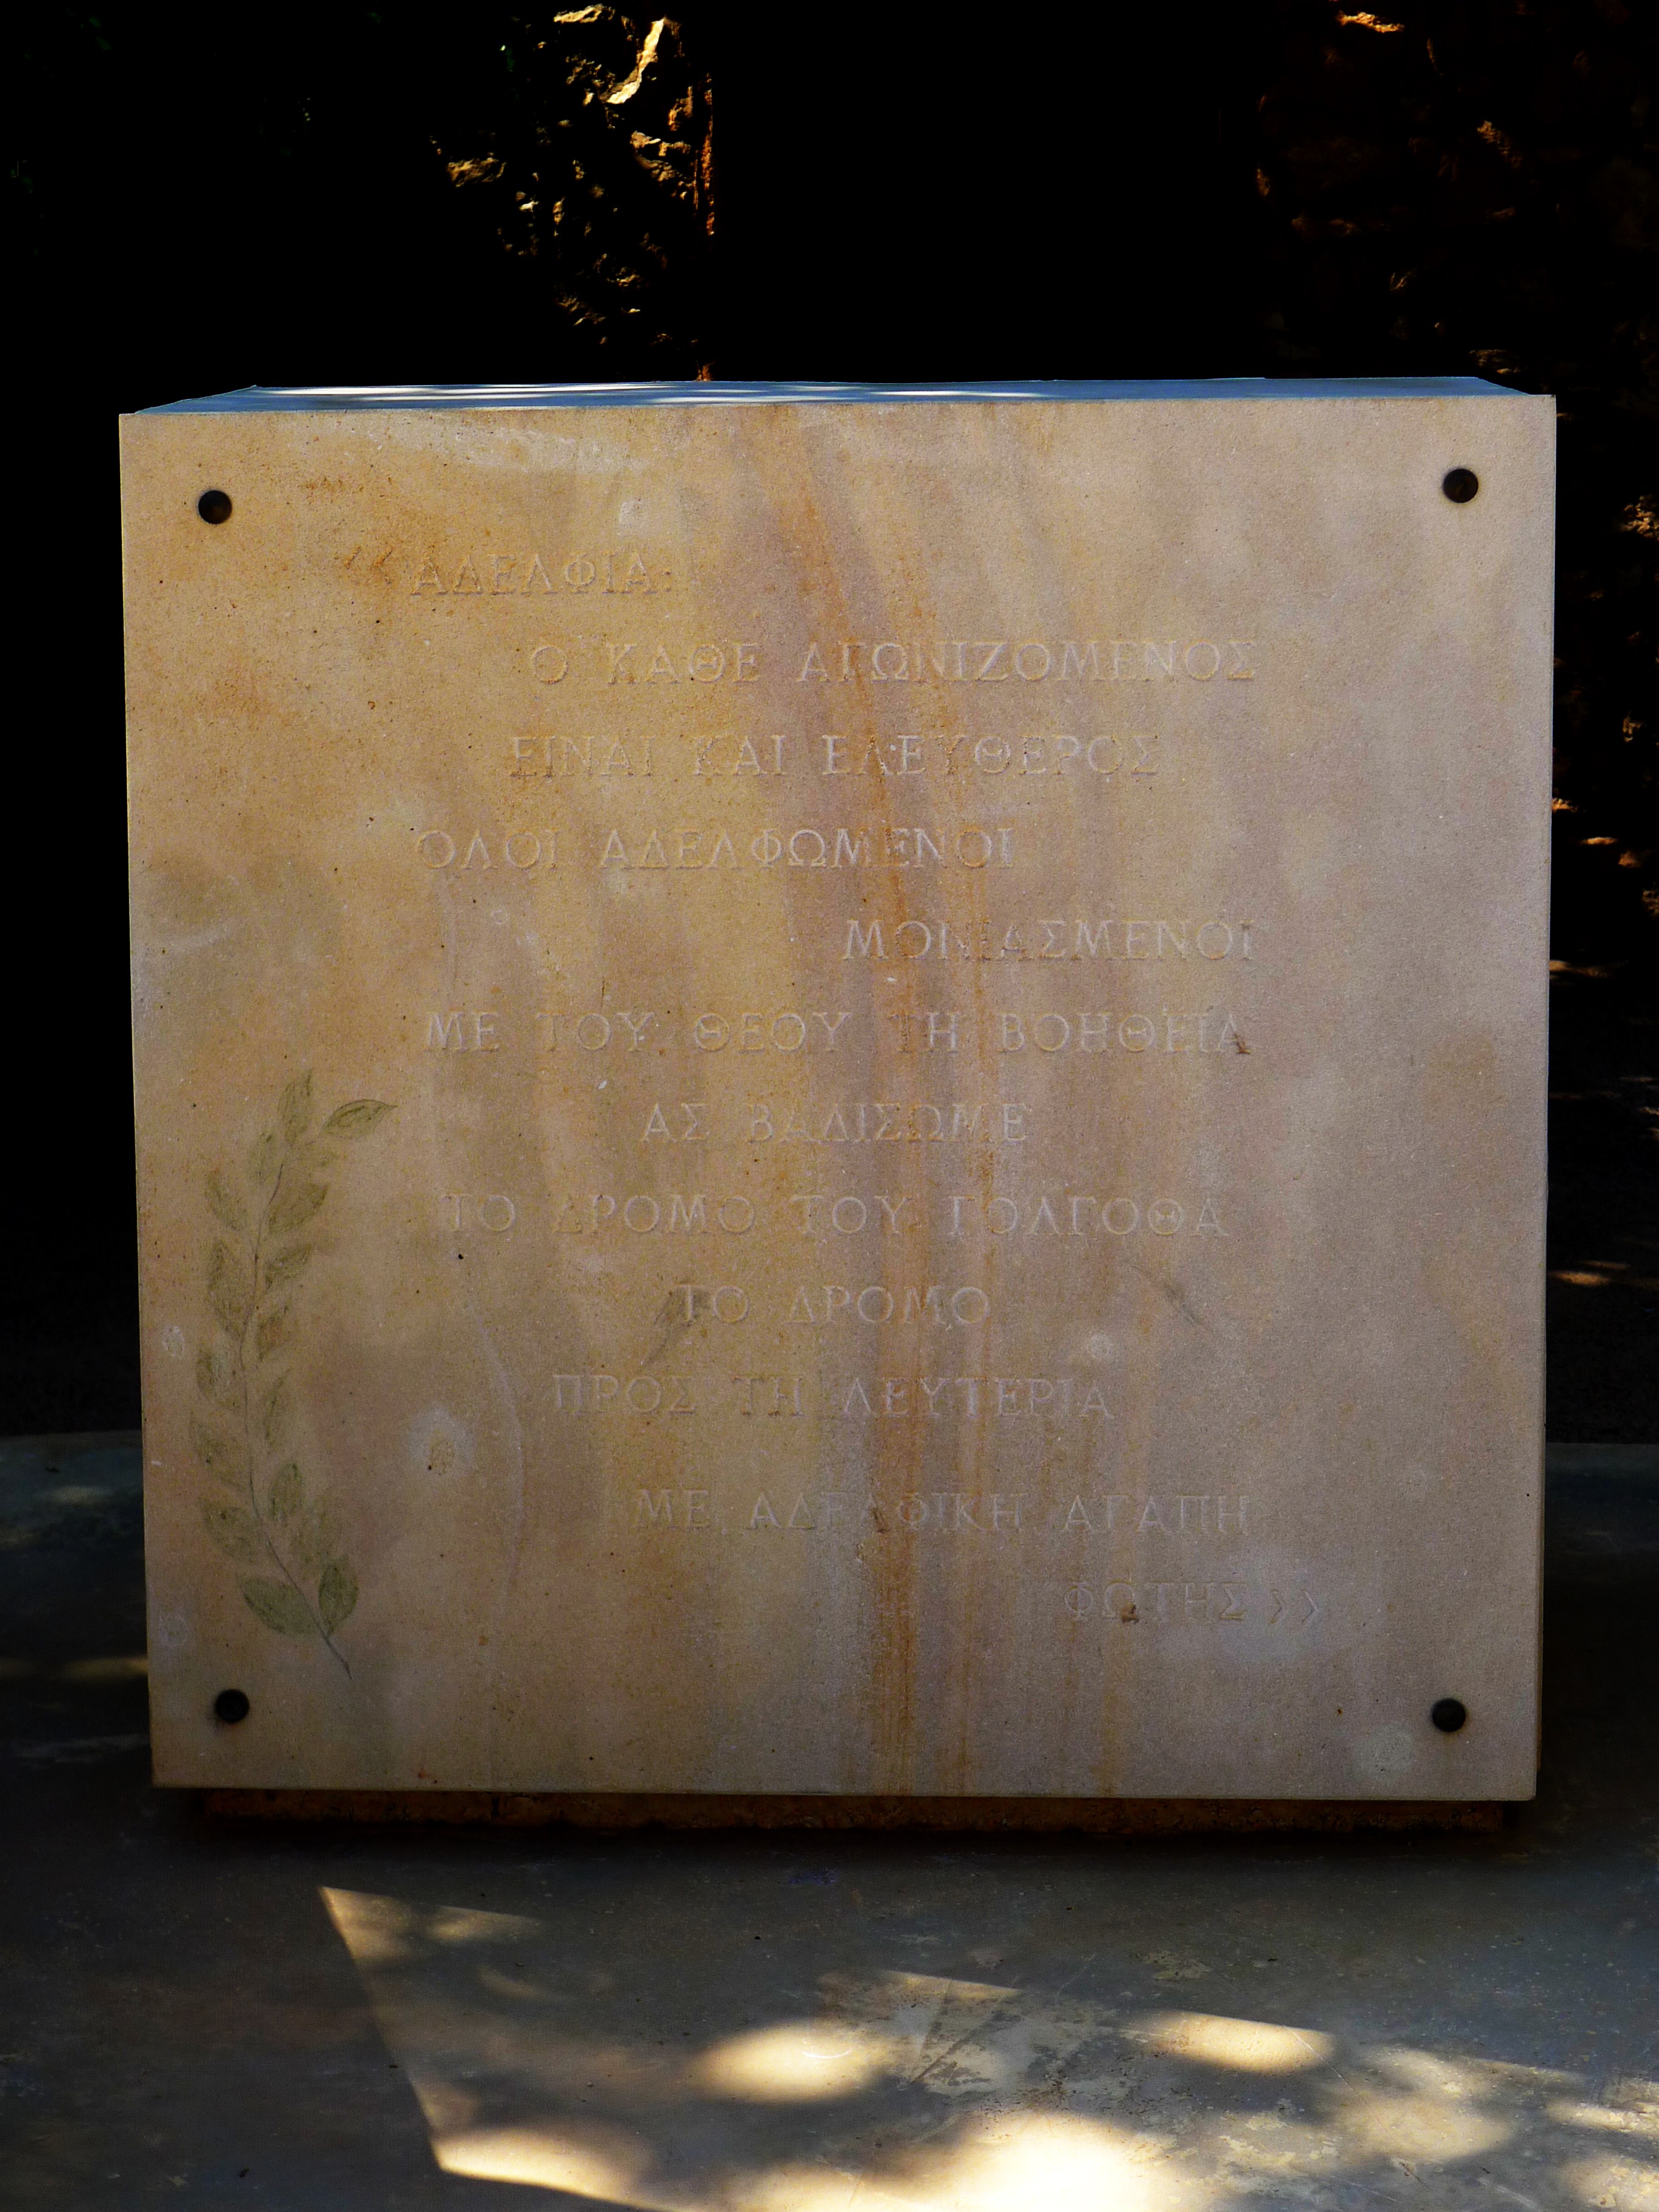 ‹‹ ΑΔΕΛΦΙΑ:
Ο ΚΑΘΕ ΑΓΩΝΙΖΟΜΕΝΟΣ
ΕΙΝΑΙ ΚΑΙ ΕΛΕΥΘΕΡΟΣ
ΟΛΟΙ ΑΔΕΛΦΩΜΕΝΟΙ
ΜΟΝΙΑΣΜΕΝΟΙ
ΜΕ ΤΟΥ ΘΕΟΥ ΤΗ ΒΟΗΘΕΙΑ
ΑΣ ΒΑΔΙΣΩΜΕ
ΤΟ ΔΡΟΜΟ ΤΟΥ ΓΟΛΓΟΘΑ
ΤΟ ΔΡΟΜΟ
ΠΡΟΣ ΤΗ ΛΕΥΤΕΡΙΑ
ΜΕ ΑΔΕΛΦΙΚΗ ΑΓΑΠΗ
ΦΩΤΗΣ ››